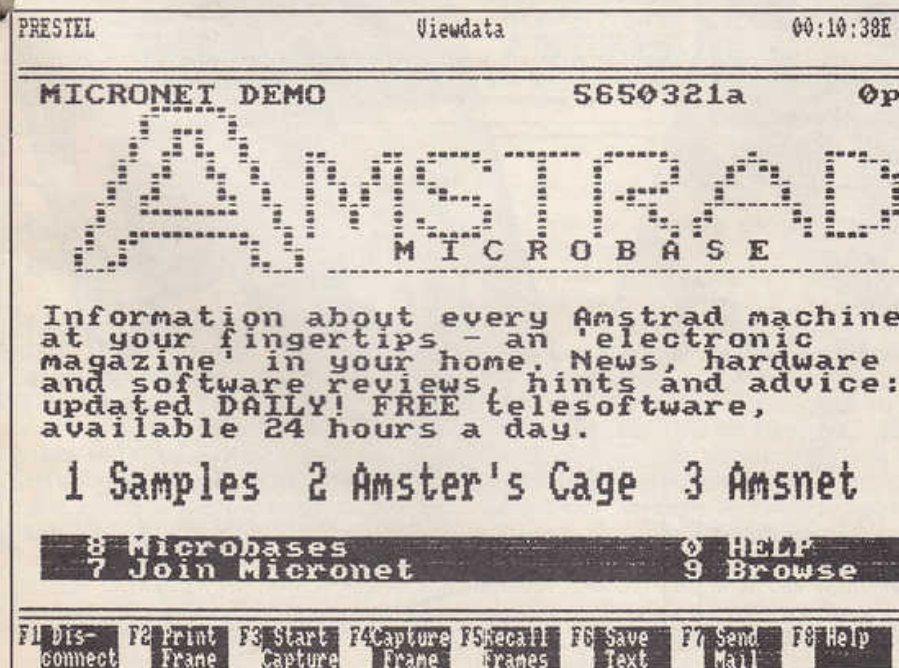 PRESTEL Viewdata 00:10:38E
MICRONET DEMO 5650321a 0p
AMSTRAD
MICROBASE
Information about every Amstrad machine
at your fingertips - an 'electronic
magazine' in your home. News, hardware
and software reviews, hints and advice:
updated DAILY! FREE telesoftware,
available 24 hours a day.
1 Samples 2 Amster's Cage 3 Amsnet
8 Microbases 0 HELP
7 Join Micronet 9 Browse
F1 Dis- F2 Print F3 Start F4Capture F5Recall F6 Save F7 Send F8 Help
connect Frame Capture Frame Frames Text Mail